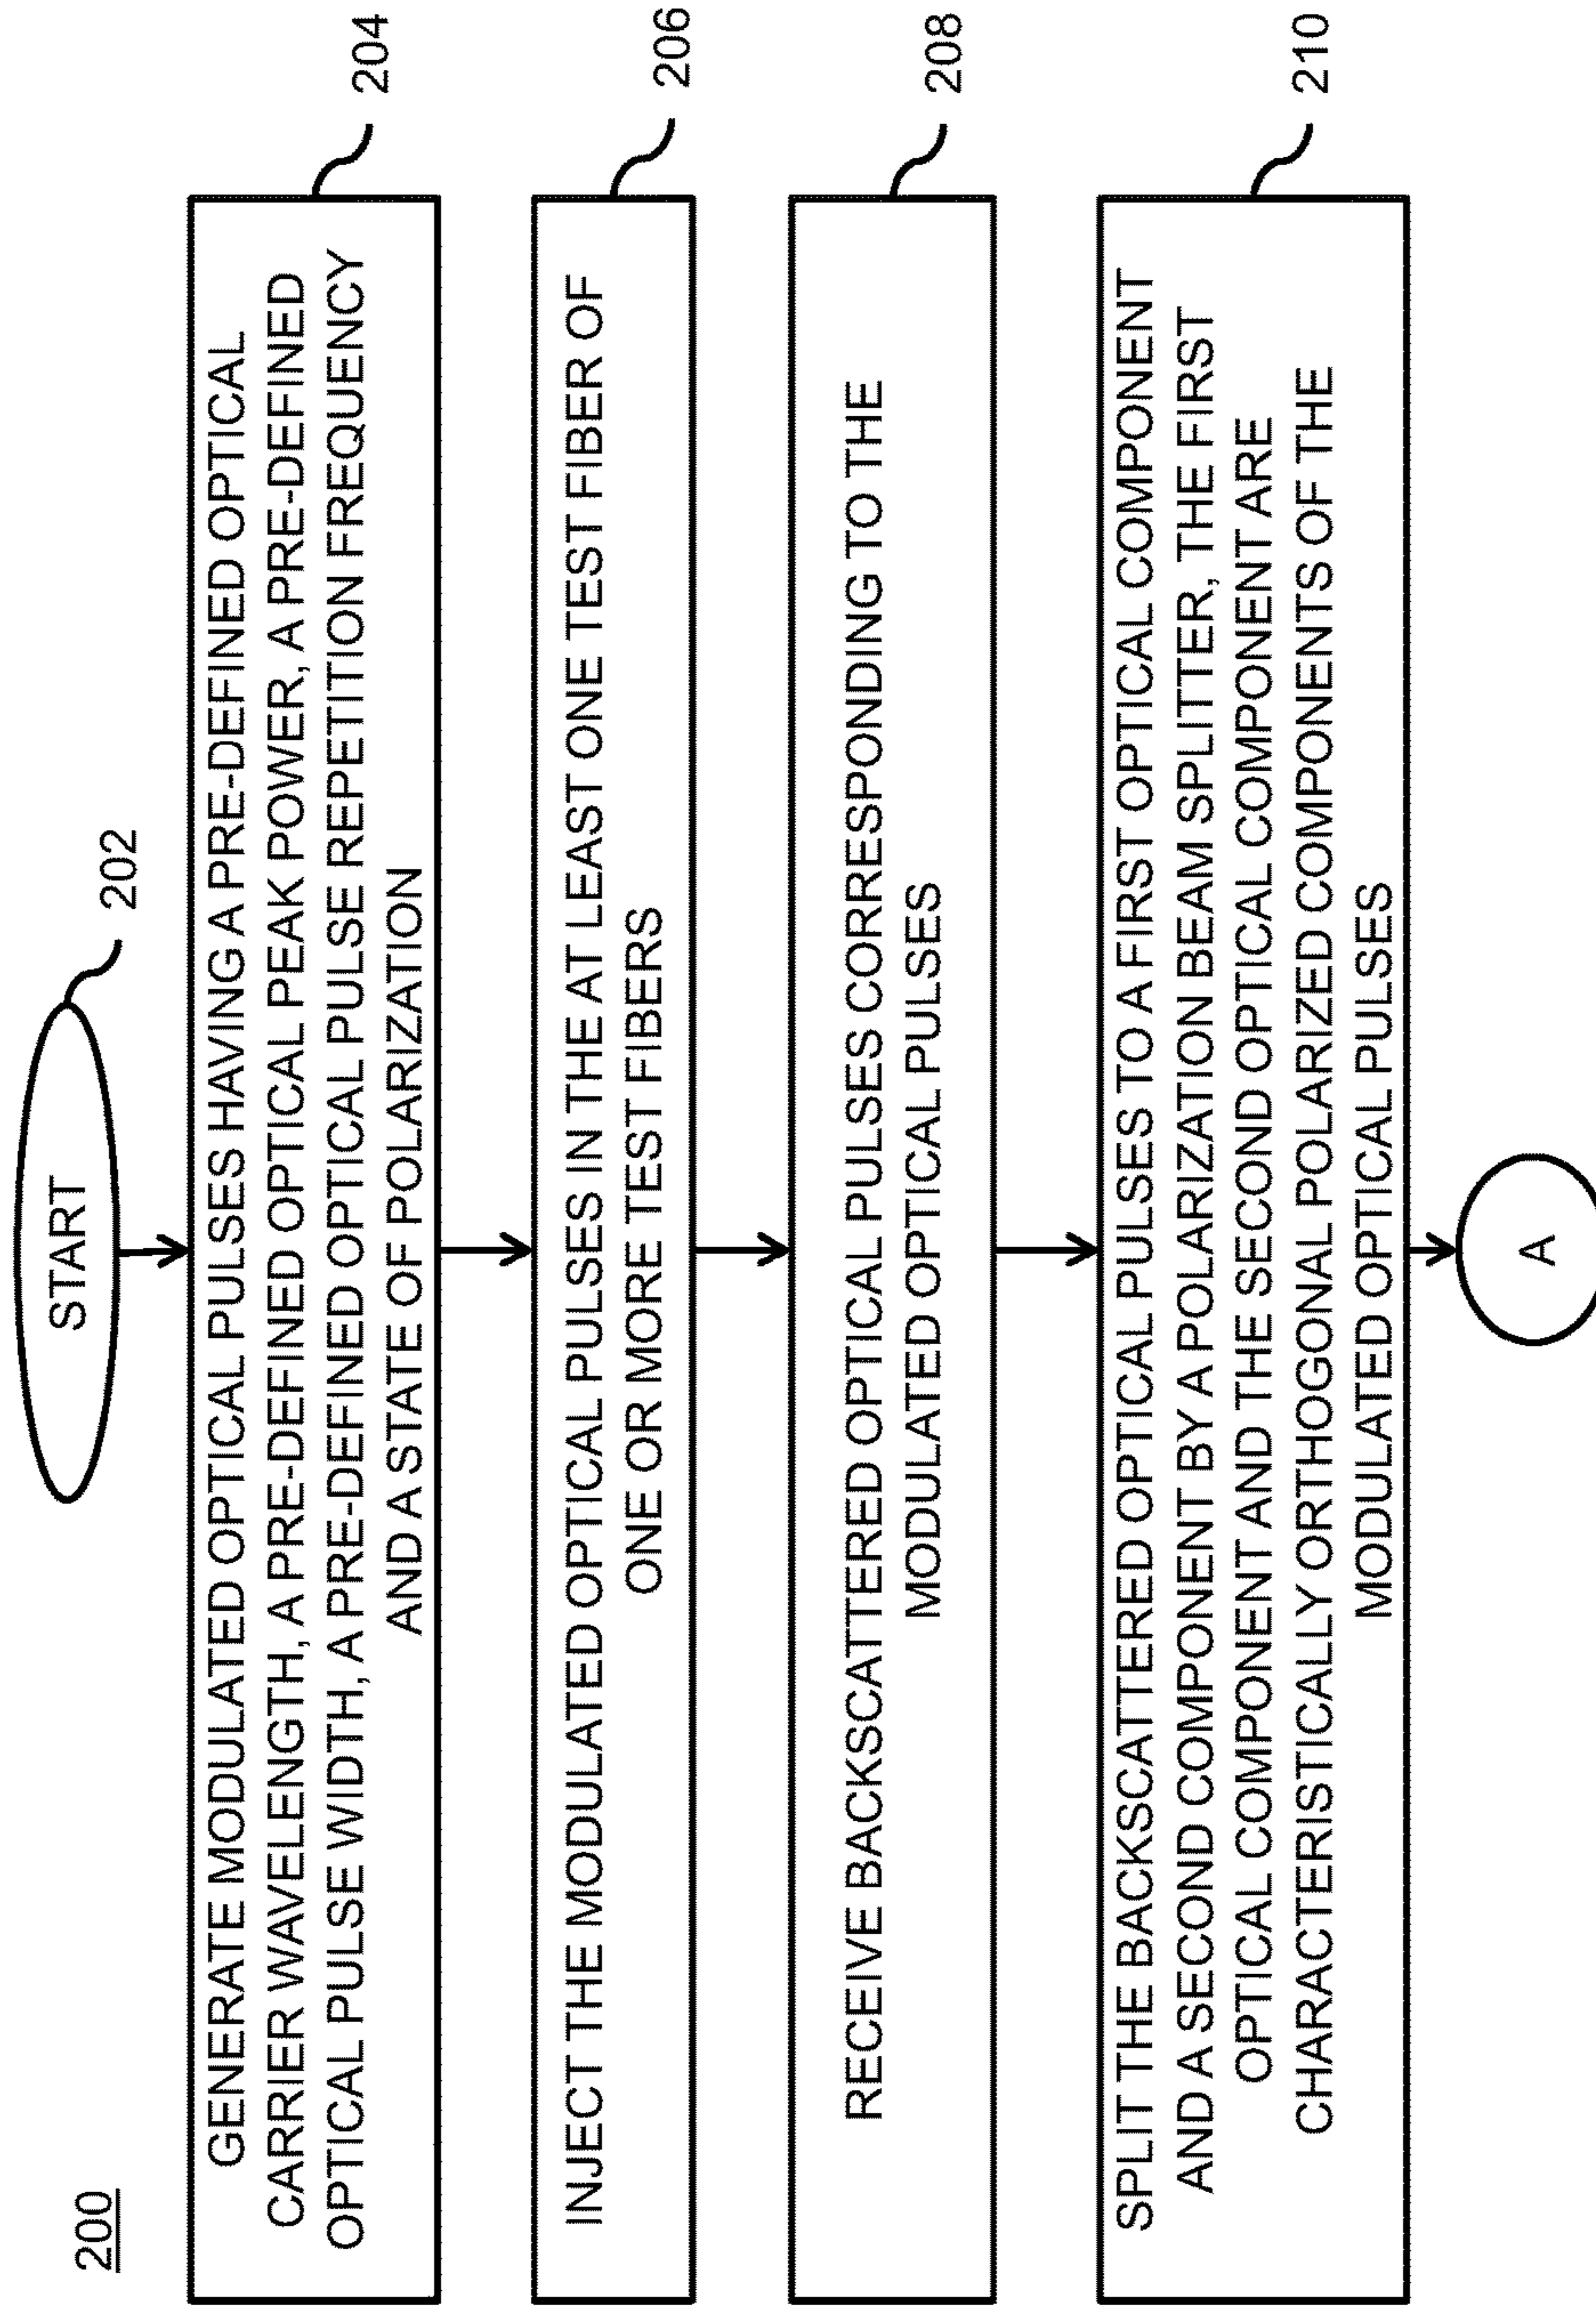 200
START
202
GENERATE MODULATED OPTICAL PULSES HAVING A PRE-DEFINED OPTICAL
CARRIER WAVELENGTH, A PRE-DEFINED OPTICAL PEAK POWER, A PRE-DEFINED
OPTICAL PULSE WIDTH, A PRE-DEFINED OPTICAL PULSE REPETITION FREQUENCY
AND A STATE OF POLARIZATION
204
INJECT THE MODULATED OPTICAL PULSES IN THE AT LEAST ONE TEST FIBER OF
ONE OR MORE TEST FIBERS
206
RECEIVE BACKSCATTERED OPTICAL PULSES CORRESPONDING TO THE
MODULATED OPTICAL PULSES
208
SPLIT THE BACKSCATTERED OPTICAL PULSES TO A FIRST OPTICAL COMPONENT
AND A SECOND COMPONENT BY A POLARIZATION BEAM SPLITTER, THE FIRST
OPTICAL COMPONENT AND THE SECOND OPTICAL COMPONENT ARE
CHARACTERISTICALLY ORTHOGONAL POLARIZED COMPONENTS OF THE
MODULATED OPTICAL PULSES
210
A